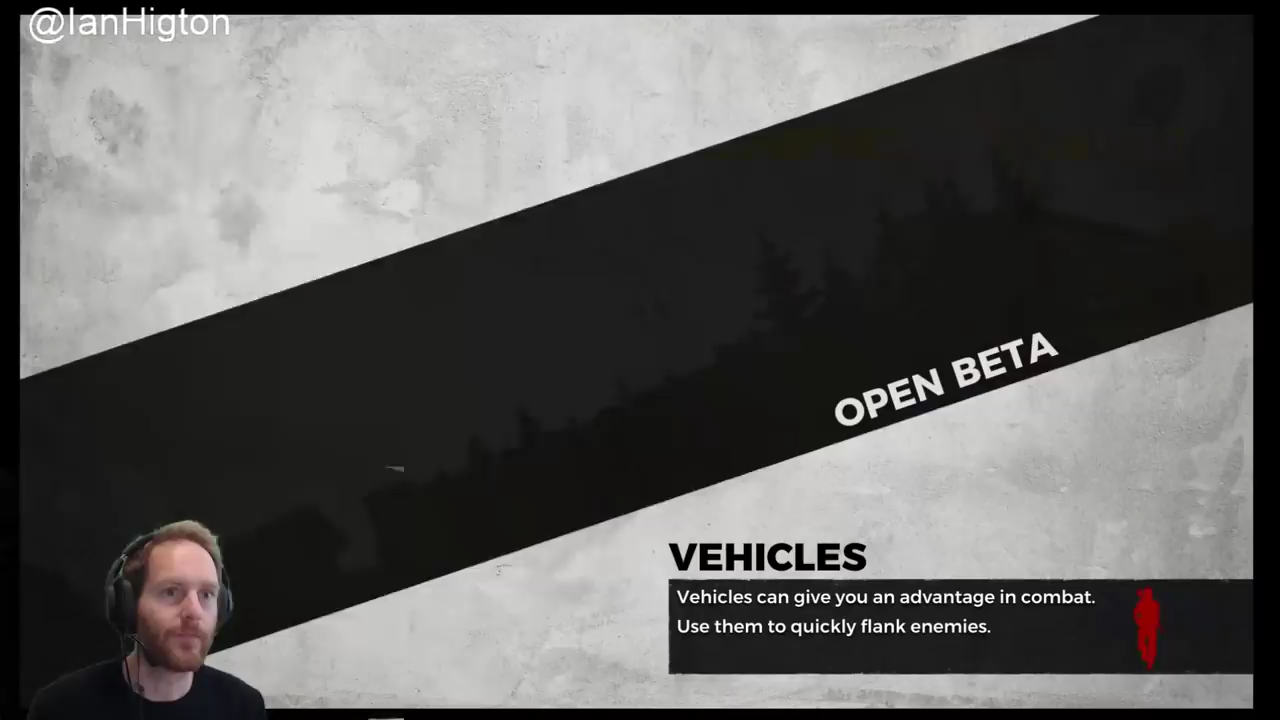 @IanHigton
OPEN BETA
VEHICLES
Vehicles can give you an advantage in combat.
Use them to quickly flank enemies.